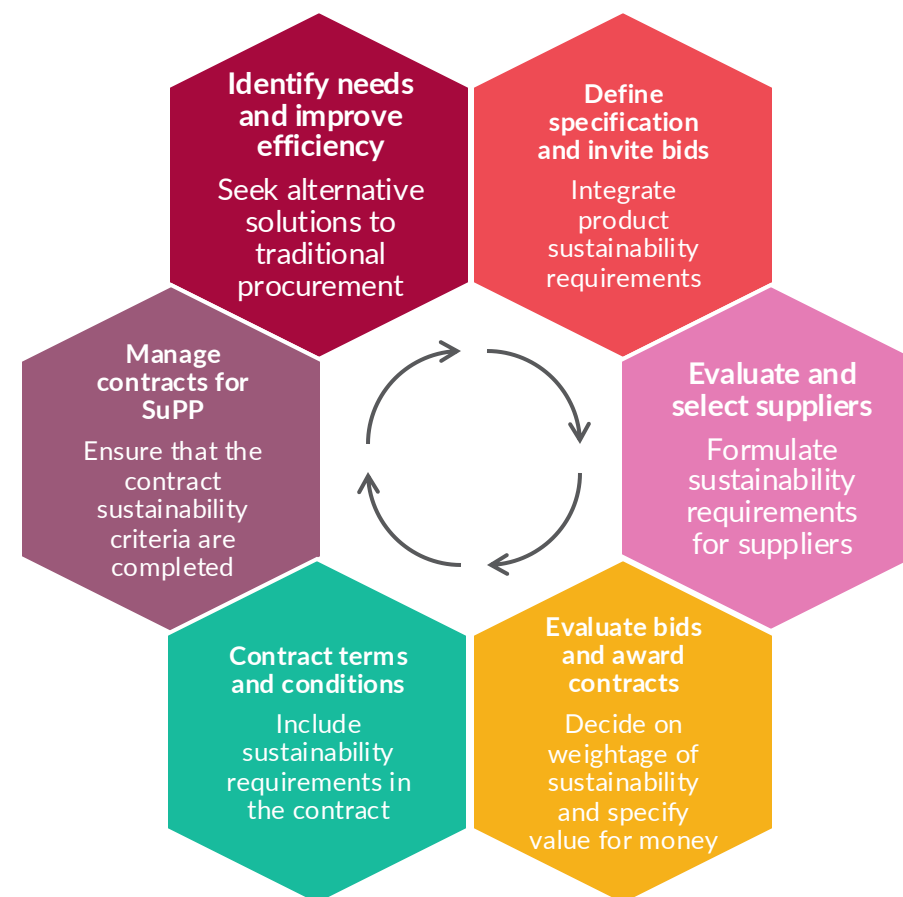 Identify needs
and improve
efficiency
Seek alternative
solutions to
traditional
procurement
Define
specification
and invite bids
Integrate
product
sustainability
requirements
Evaluate and
select suppliers
Formulate
sustainability
requirements
for suppliers
Evaluate bids
and award
contracts
Decide on
weightage of
sustainability
and specify
value for money
Contract terms
and conditions
Include
sustainability
requirements in
the contract
Manage
contracts for
SuPP
Ensure that the
contract
sustainability
criteria are
completed